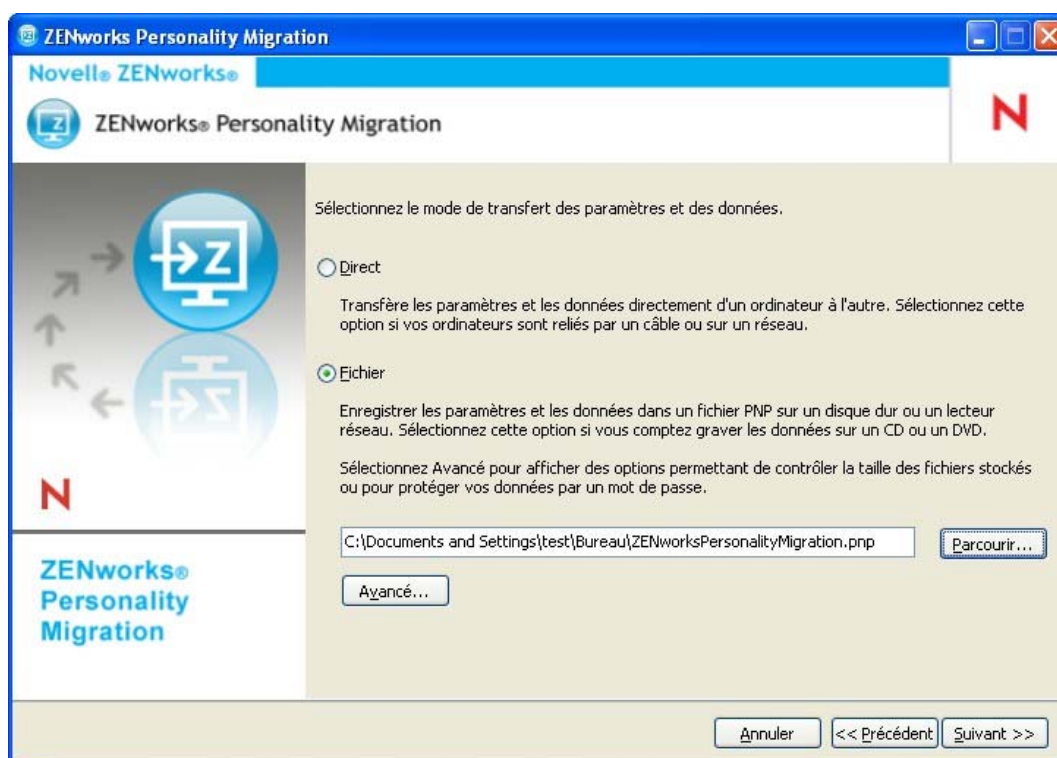 ZENworks Personality Migration
Novell® ZENworks®
ZENworks® Personality Migration
N
Z
Sélectionnez le mode de transfert des paramètres et des données.
Direct
Transfère les paramètres et les données directement d'un ordinateur à l'autre. Sélectionnez cette
option si vos ordinateurs sont reliés par un câble ou sur un réseau.
Fichier
Enregistrer les paramètres et les données dans un fichier PNP sur un disque dur ou un lecteur
réseau. Sélectionnez cette option si vous comptez graver les données sur un CD ou un DVD.
Sélectionnez Avancé pour afficher des options permettant de contrôler la taille des fichiers stockés
ou pour protéger vos données par un mot de passe.
C:\Documents and Settings\test\Bureau\ZENworksPersonalityMigration.pnp
Parcourir...
Avancé...
N
ZENworks®
Personality
Migration
Annuler
<< Précédent
Suivant >>